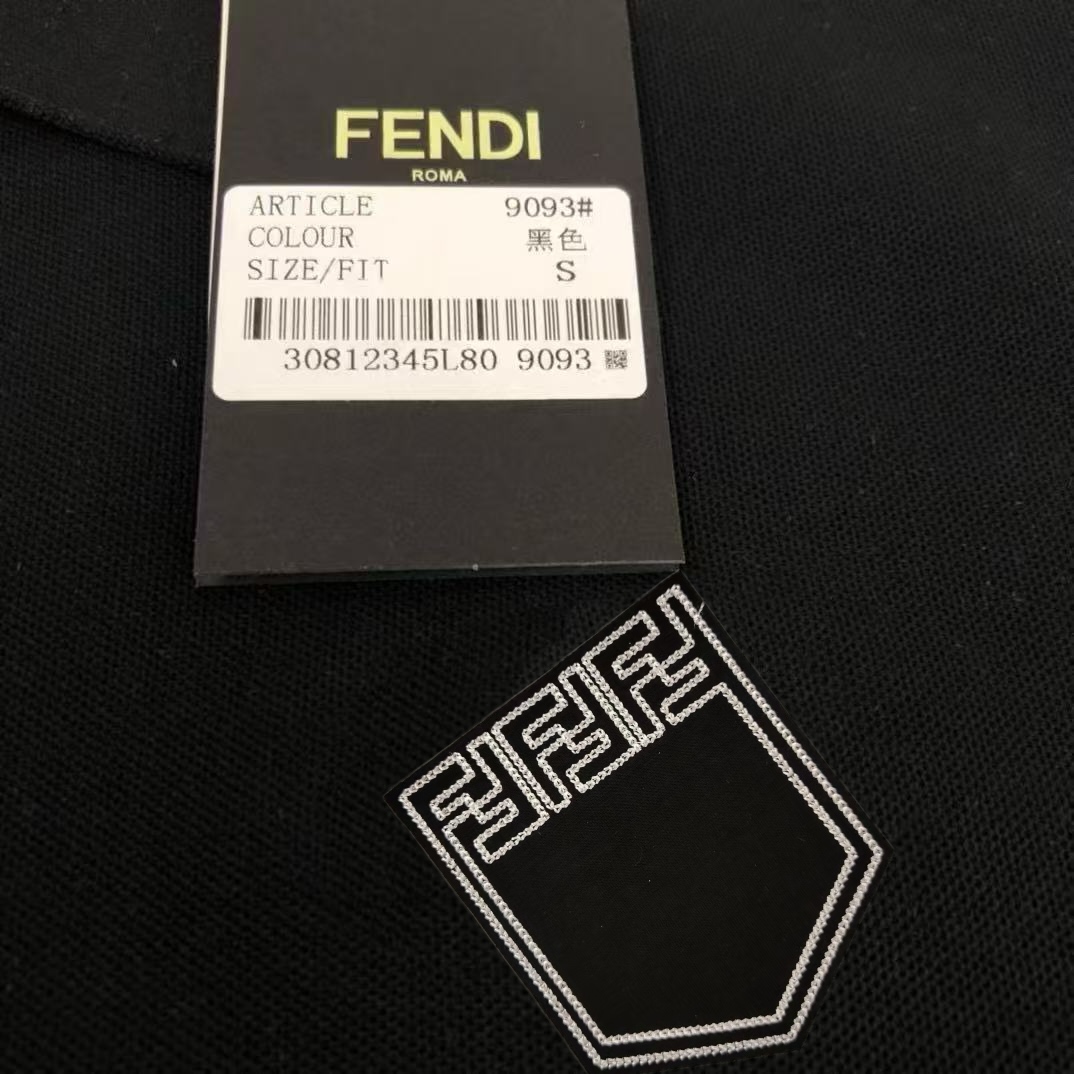 FENDI
ROMA
ARTICLE 9093#
COLOUR 黑色
SIZE/FIT S
30812345L80 9093